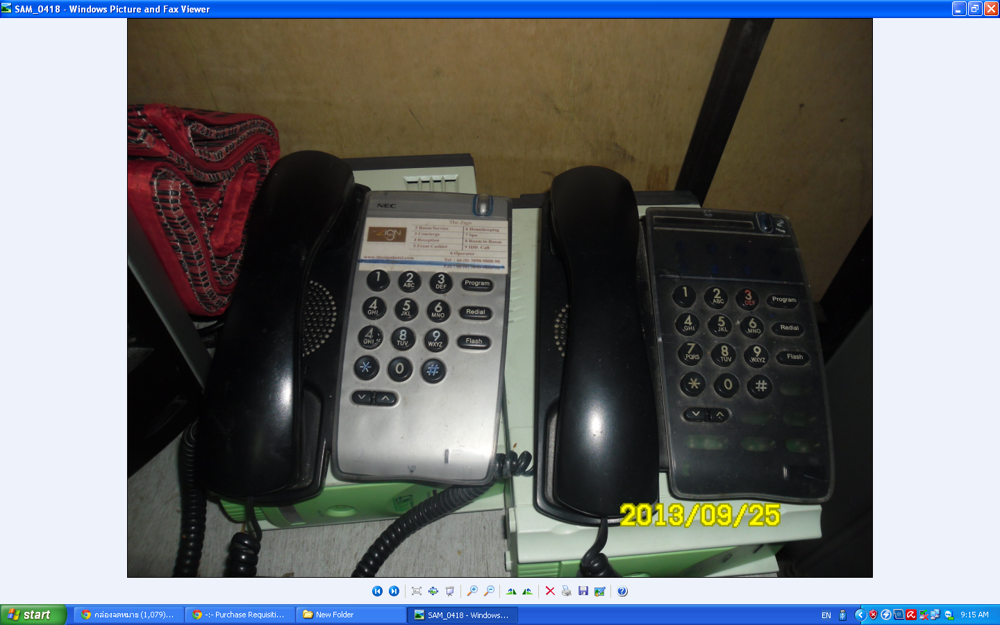 SAM_0418 - Windows Picture and Fax Viewer
NEC
The Zign
ZIGN
2 Room Service 6 Housekeeping
3 Concierge 7 Spa
4 Reception 8 Room to Room
5 Front Cashier 9 IDD. Call
0 Operator
www.thezignhotel.com Tel : 66 (0) 3890-9800-90
1 2 ABC 3 DEF Program
4 GHI 5 JKL 6 MNO Redial
4 GHI 8 TUV 9 WXYZ Flash
* 0 #
Lift
1 2 ABC 3 DEF Program
4 GHI 5 JKL 6 MNO Redial
7 PQRS 8 TUV 9 WXYZ Flash
* 0 #
2013/09/25
start
กล่องจดหมาย (1,079)...
-:- Purchase Requisiti...
New Folder
SAM_0418 - Windows...
EN
9:15 AM